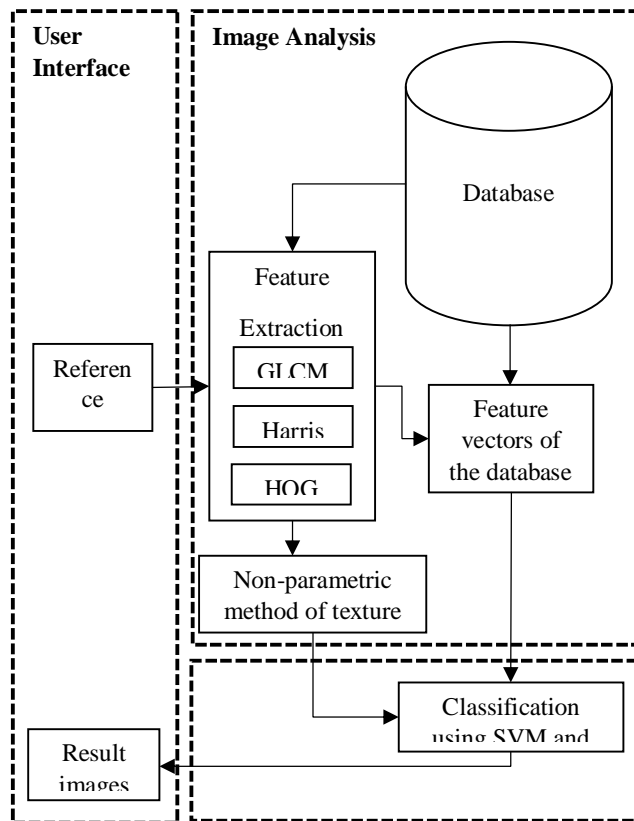 User
Interface
Image Analysis
Database
Feature
Extraction
GLCM
Harris
HOG
Referen
ce
Feature
vectors of
the database
Non-parametric
method of texture
Classification
using SVM and
Result
images